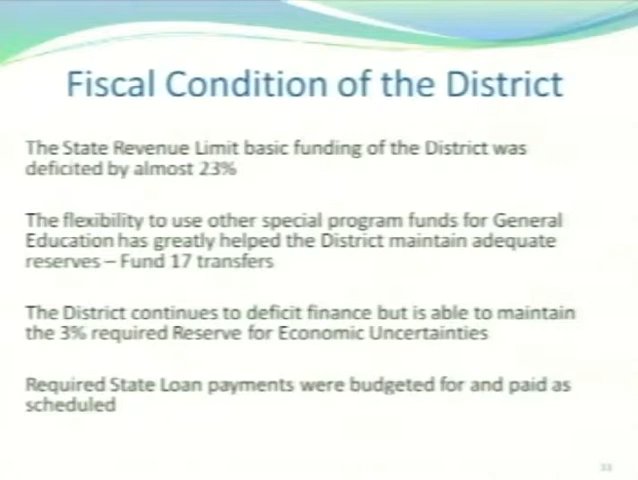 Fiscal Condition of the District
The State Revenue Limit basic funding of the District was
deficited by almost 23%
The flexibility to use other special program funds for General
Education has greatly helped the District maintain adequate
reserves – Fund 17 transfers
The District continues to deficit finance but is able to maintain
the 3% required Reserve for Economic Uncertainties
Required State Loan payments were budgeted for and paid as
scheduled